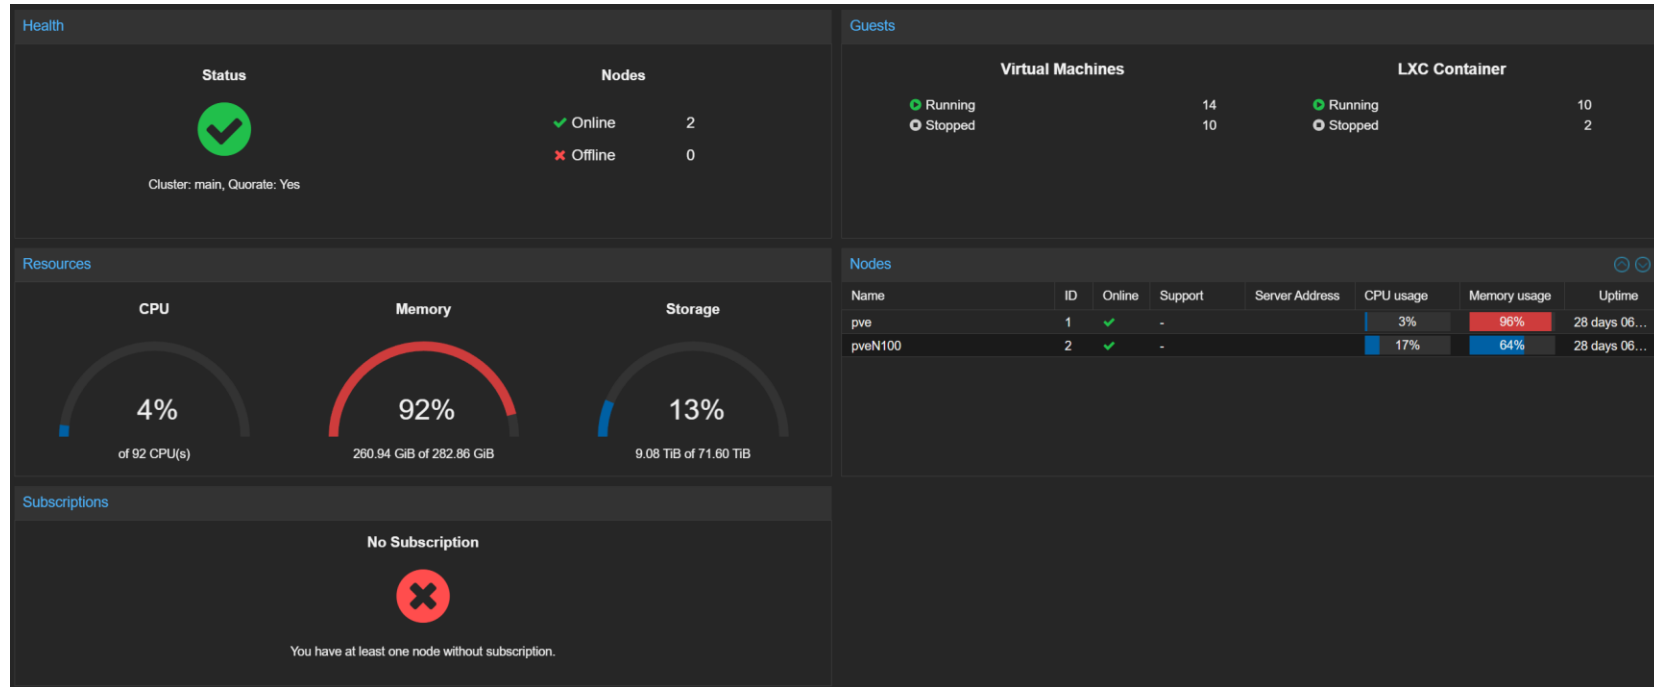 Health
Status
Nodes
Online 2
Offline 0
Cluster: main, Quorate: Yes
Guests
Virtual Machines
Running 14
Stopped 10
LXC Container
Running 10
Stopped 2
Resources
CPU
4%
of 92 CPU(s)
Memory
92%
260.94 GiB of 282.86 GiB
Storage
13%
9.08 TiB of 71.60 TiB
Nodes
Name ID Online Support Server Address CPU usage Memory usage Uptime
pve 1 - 3% 96% 28 days 06...
pveN100 2 - 17% 64% 28 days 06...
Subscriptions
No Subscription
You have at least one node without subscription.